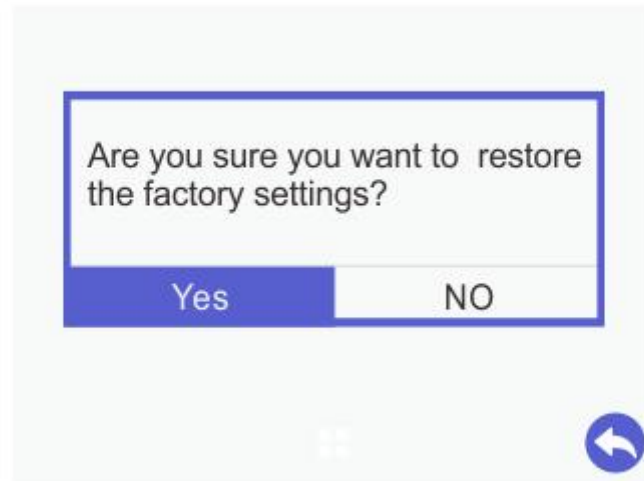 Are you sure you want to  restore
the factory settings?
Yes
NO